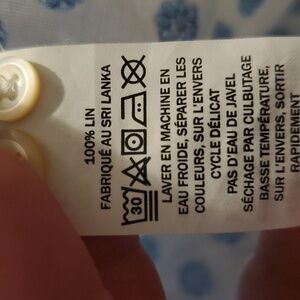 100% LIN
FABRIQUÉ AU SRI LANKA
30
LAVER EN MACHINE EN
EAU FROIDE, SÉPARER LES
COULEURS, SUR L'ENVERS
CYCLE DÉLICAT
PAS D'EAU DE JAVEL
SÉCHAGE PAR CULBUTAGE
BASSE TEMPÉRATURE,
SUR L'ENVERS, SORTIR
RAPIDEMENT